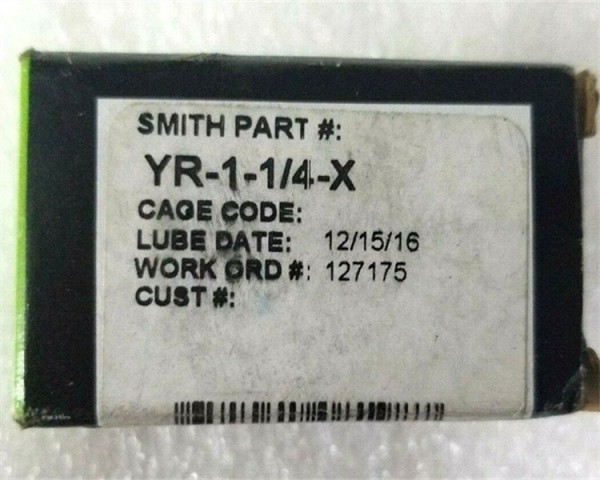 SMITH PART #:
YR-1-1/4-X
CAGE CODE:
LUBE DATE: 12/15/16
WORK ORD #: 127175
CUST #: